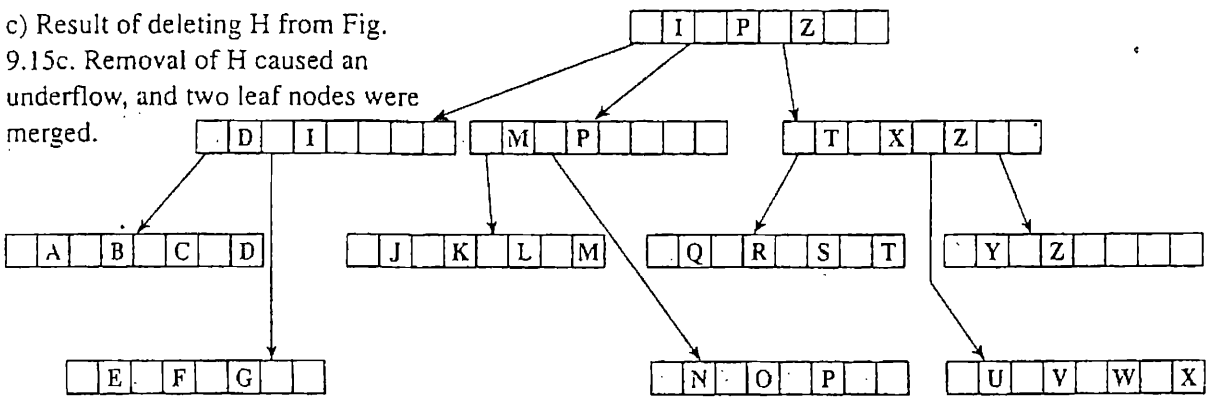 c) Result of deleting H from Fig.
9.15c. Removal of H caused an
underflow, and two leaf nodes were
merged.
I P Z
D I
M P
T X Z
A B C D
J K L M
Q R S T
Y Z
E F G
N O P
U V W X